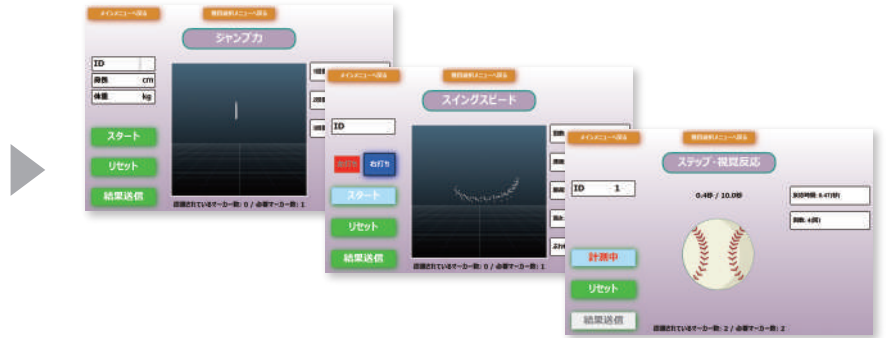 メインメニューへ戻る
種目選択メニューへ戻る
ジャンプ力
ID
身長 cm
体重 kg
スタート
リセット
結果送信
認識されているマーカー数: 0 / 必要マーカー数: 1
メインメニューへ戻る
種目選択メニューへ戻る
スイングスピード
ID
右打ち
スタート
リセット
結果送信
認識されているマーカー数: 0 / 必要マーカー数: 1
メインメニューへ戻る
種目選択メニューへ戻る
ステップ・視覚反応
ID 1
0.4秒 / 10.0秒
回数: 4(回)
計測中
リセット
結果送信
認識されているマーカー数: 2 / 必要マーカー数: 2